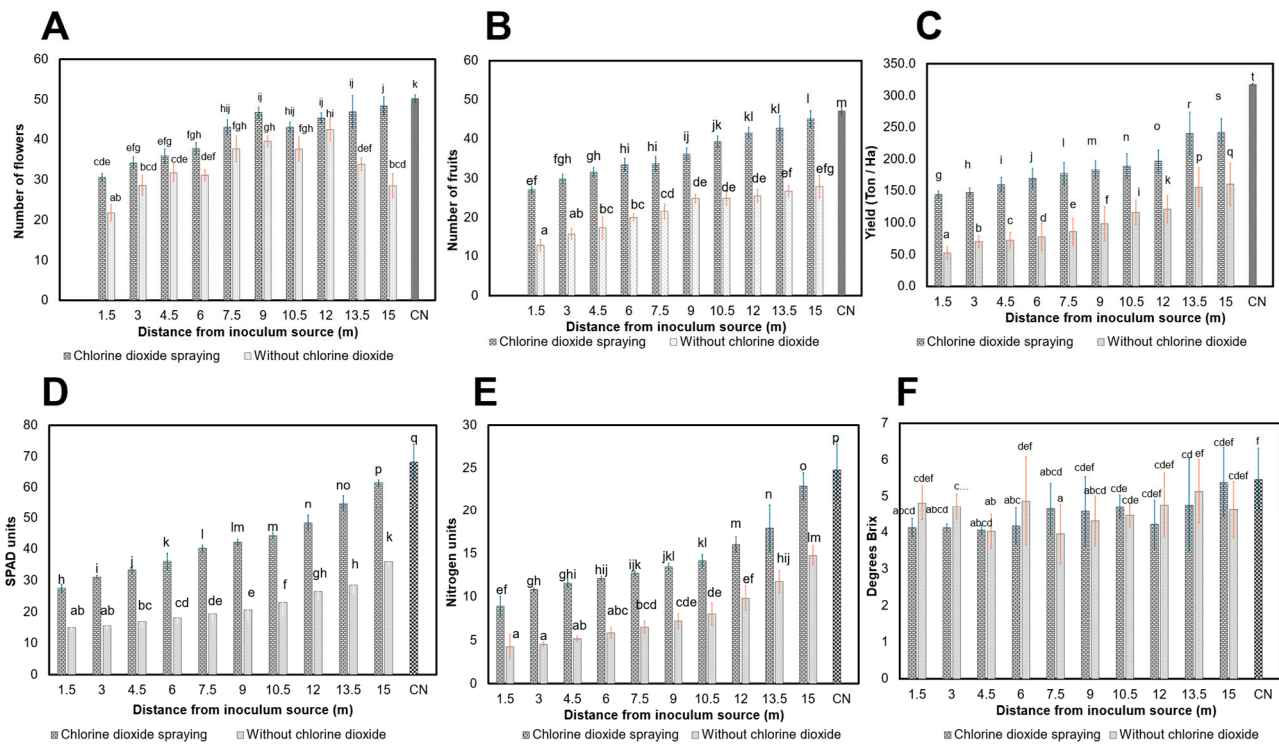 A
Number of flowers
60
50
40
30
20
10
0
cde
ab
efg
bcd
efg
cde
fgh
def
hij
fgh
ij
gh
hij
fgh
ij
hi
ij
def
j
bcd
k
1.5 3 4.5 6 7.5 9 10.5 12 13.5 15 CN
Distance from inoculum source (m)
Chlorine dioxide spraying Without chlorine dioxide
B
Number of fruits
60
50
40
30
20
10
0
ef
a
fgh
ab
gh
bc
hi
bc
hi
cd
ij
de
jk
de
kl
de
kl
ef
l
efg
m
1.5 3 4.5 6 7.5 9 10.5 12 13.5 15 CN
Distance from inoculum source (m)
Chlorine dioxide spraying Without chlorine dioxide
C
Yield (Ton / Ha)
350.0
300.0
250.0
200.0
150.0
100.0
50.0
0.0
g
a
h
b
i
c
j
d
l
e
m
f
n
i
o
k
r
p
s
q
t
1.5 3 4.5 6 7.5 9 10.5 12 13.5 15 CN
Distance from inoculum source (m)
Chlorine dioxide spraying Without chlorine dioxide
D
SPAD units
80
70
60
50
40
30
20
10
0
h
ab
i
ab
j
bc
k
cd
l
de
lm
e
m
f
n
gh
no
h
p
k
q
1.5 3 4.5 6 7.5 9 10.5 12 13.5 15 CN
Distance from inoculum source (m)
Chlorine dioxide spraying Without chlorine dioxide
E
Nitrogen units
30
25
20
15
10
5
0
ef
a
gh
a
ghi
ab
hij
abc
ijk
bcd
jkl
cde
kl
de
m
ef
n
hij
o
lm
p
1.5 3 4.5 6 7.5 9 10.5 12 13.5 15 CN
Distance from inoculum source (m)
Chlorine dioxide spraying Without chlorine dioxide
F
Degrees Brix
7
6
5
4
3
2
1
0
abcd
cdef
abcd
c...
abcd
ab
abc
def
abcd
a
cdef
abcd
cde
cde
cdef
cdef
cd
ef
cdef
cdef
f
1.5 3 4.5 6 7.5 9 10.5 12 13.5 15 CN
Distance from inoculum source (m)
Chlorine dioxide spraying Without chlorine dioxide